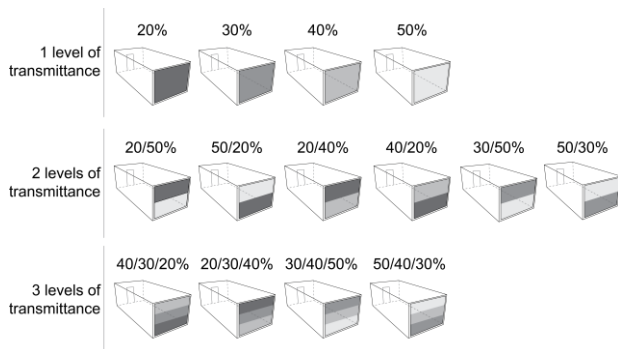 20% 30% 40% 50%
1 level of
transmittance
20/50% 50/20% 20/40% 40/20% 30/50% 50/30%
2 levels of
transmittance
40/30/20% 20/30/40% 30/40/50% 50/40/30%
3 levels of
transmittance